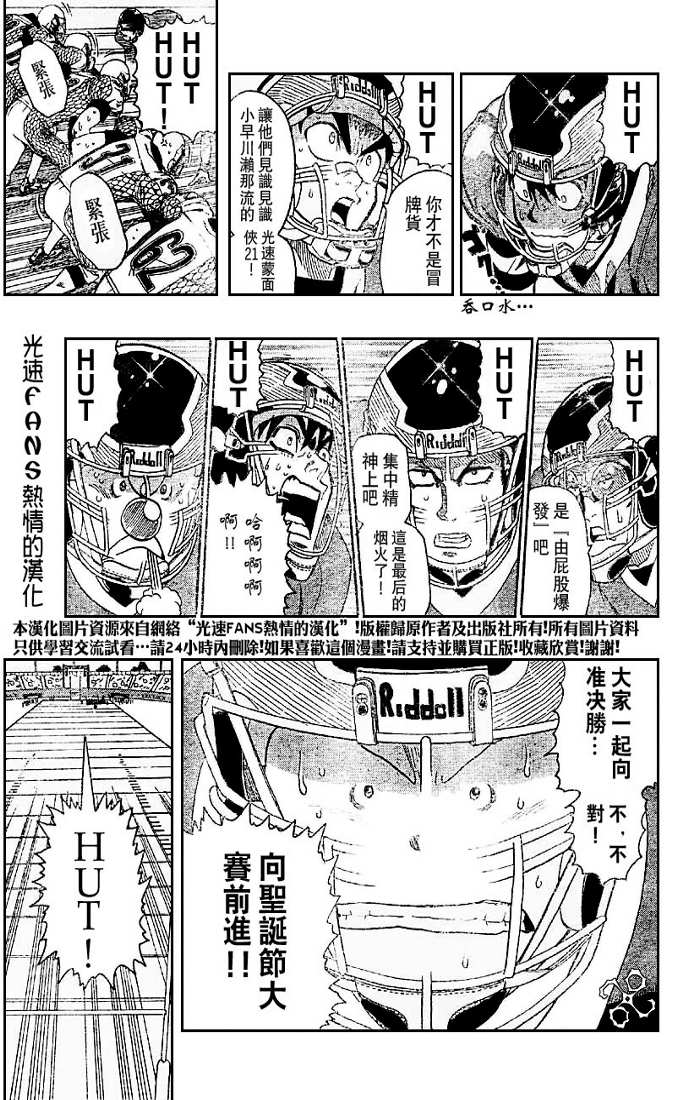 HUT
Riddell
吞口水…
HUT
Riddell
你才不是冒
牌貨
讓他們見識見識
小早川瀨那流的
光速蒙面
俠21！
HUT
HUT！
緊張
緊張
31
62
HUT
是『由屁股爆
發』吧
HUT
Riddell
這是最后的
烟火了！
集中精
神上吧
HUT
哈啊啊啊
啊!!
HUT
Riddell
光速FANS熱情的漢化
本漢化圖片資源來自網絡“光速FANS熱情的漢化”!版權歸原作者及出版社所有!所有圖片資料
只供學習交流試看…請24小時內刪除!如果喜歡這個漫畫!請支持並購買正版!收藏欣賞!謝謝!
大家一起向
准決勝…
不．不
對！
Riddell
向聖誕節大
賽前進!!
HUT！